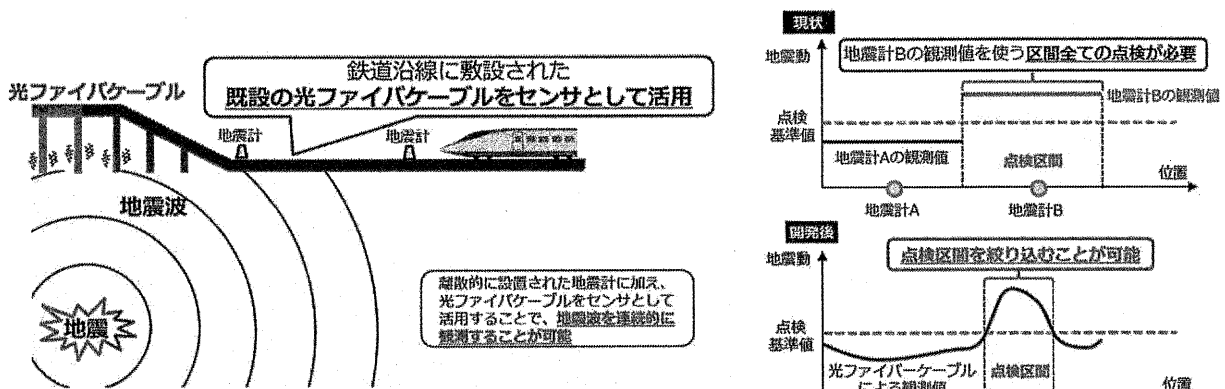 光ファイバケーブル
鉄道沿線に敷設された
既設の光ファイバケーブルをセンサとして活用
地震計
地震計
地震波
地震
離散的に設置された地震計に加え、
光ファイバケーブルをセンサとして
活用することで、地震波を連続的に
観測することが可能
現状
地震動
地震計Bの観測値を使う区間全ての点検が必要
地震計Bの観測値
点検
基準値
地震計Aの観測値
点検区間
位置
地震計A
地震計B
開発後
地震動
点検区間を絞り込むことが可能
点検
基準値
光ファイバーケーブル
による観測値
点検区間
位置